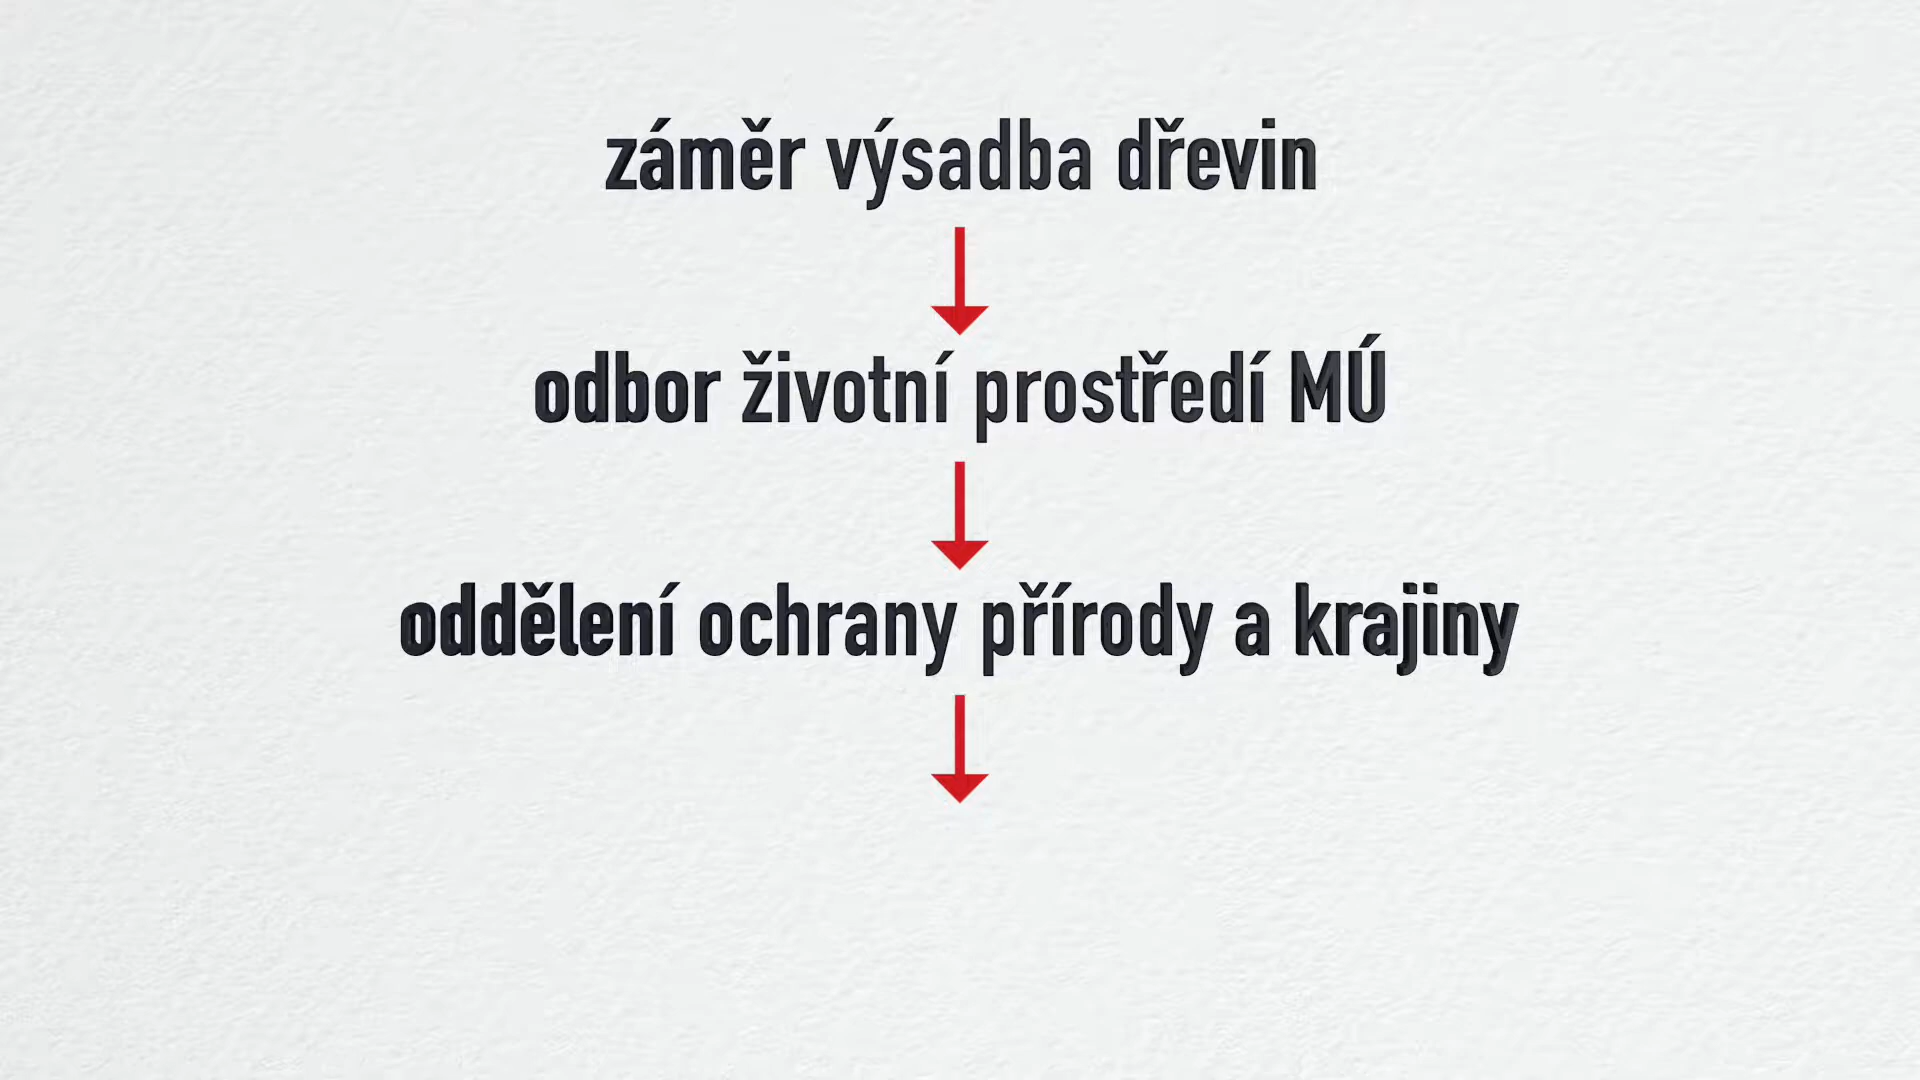 záměr výsadba dřevin
odbor životní prostředí MÚ
oddělení ochrany přírody a krajiny